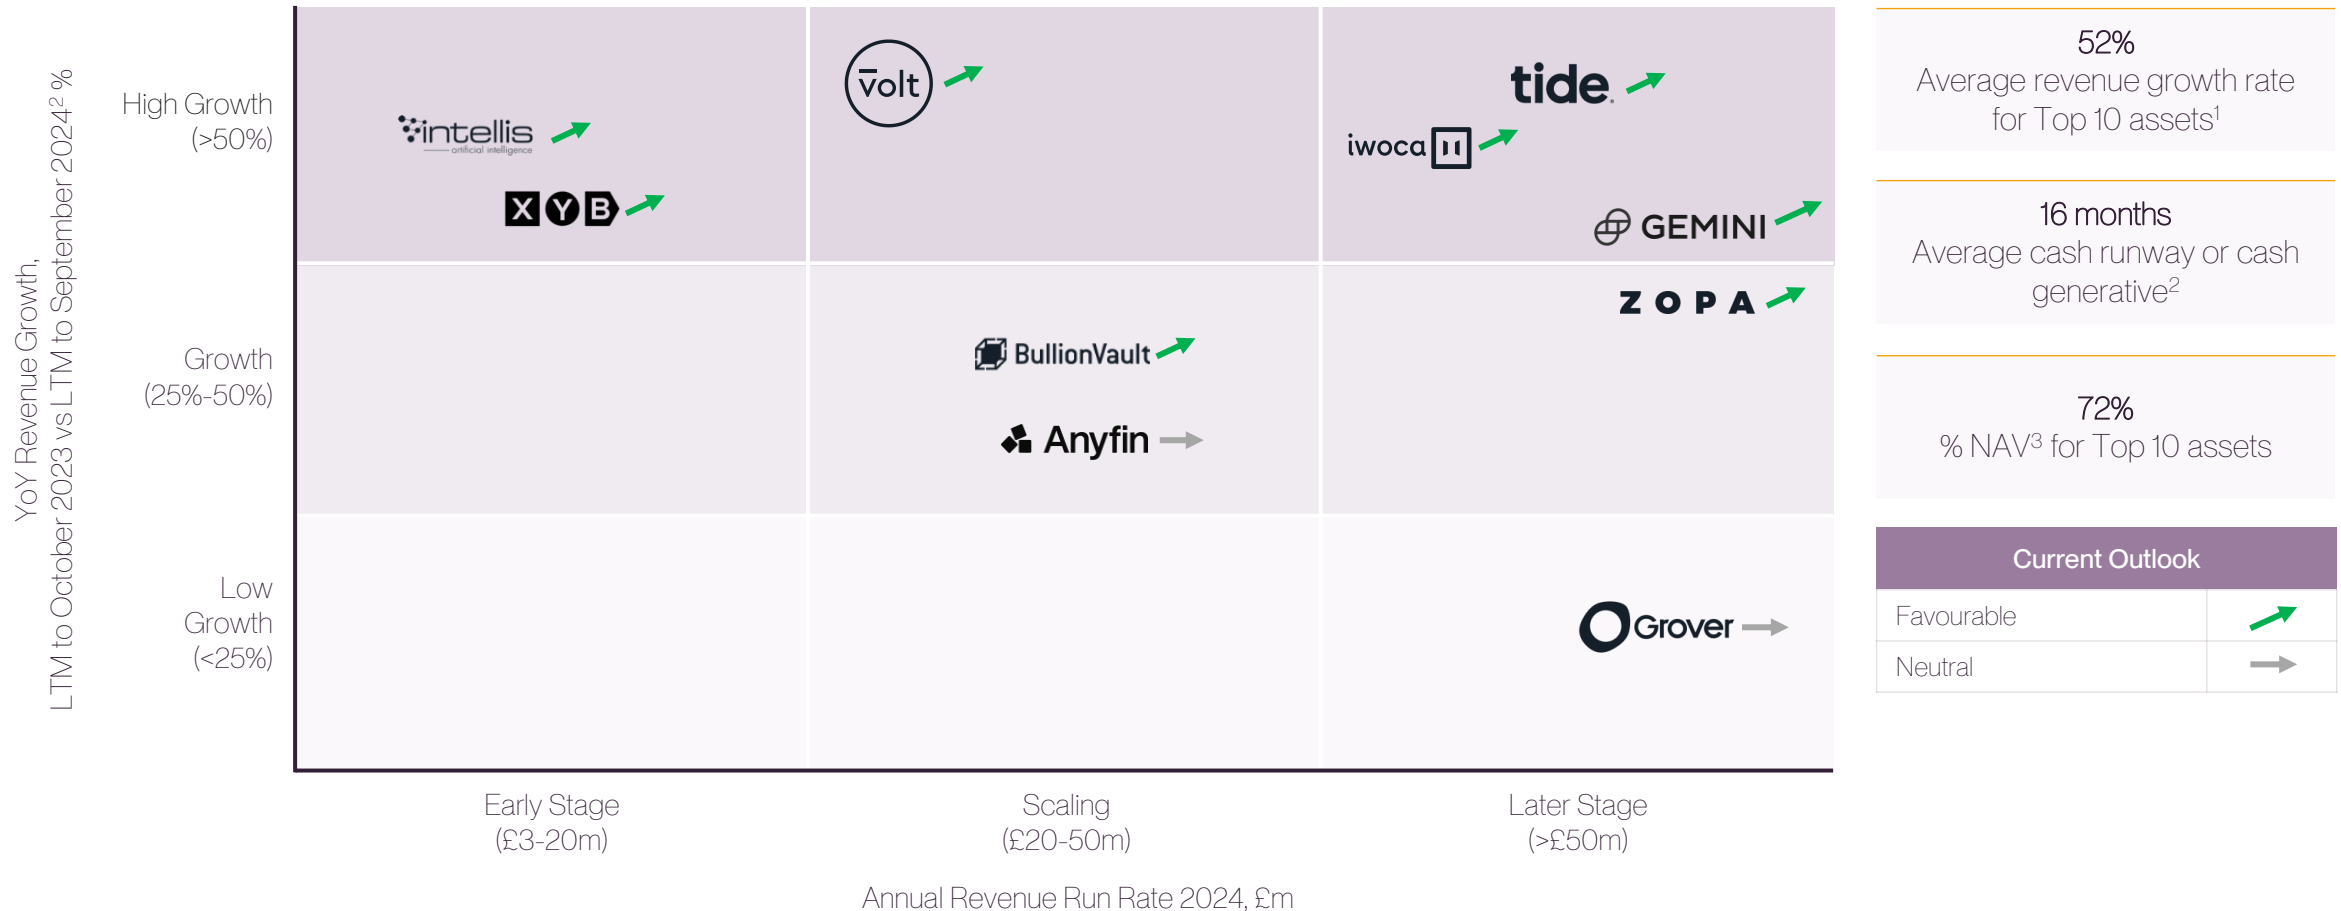 YoY Revenue Growth,
LTM to October 2023 vs LTM to September 2024² %
High Growth
(>50%)
Growth
(25%-50%)
Low
Growth
(<25%)
intellis
artificial intelligence
XYB
volt
tide
iwoca
GEMINI
BullionVault
Anyfin
ZOPA
Grover
Early Stage
(£3-20m)
Scaling
(£20-50m)
Later Stage
(>£50m)
Annual Revenue Run Rate 2024, £m
52%
Average revenue growth rate
for Top 10 assets¹
16 months
Average cash runway or cash
generative²
72%
% NAV³ for Top 10 assets
Current Outlook
Favourable
Neutral